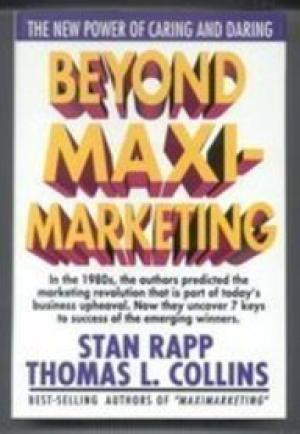 THE NEW POWER OF CARING AND DARING
BEYOND
MAXI-
MARKETING
In the 1980s, the authors predicted the
marketing revolution that is part of today's
business upheaval. Now they uncover 7 keys
to success of the emerging winners.
STAN RAPP
THOMAS L. COLLINS
BEST-SELLING AUTHORS OF "MAXIMARKETING"